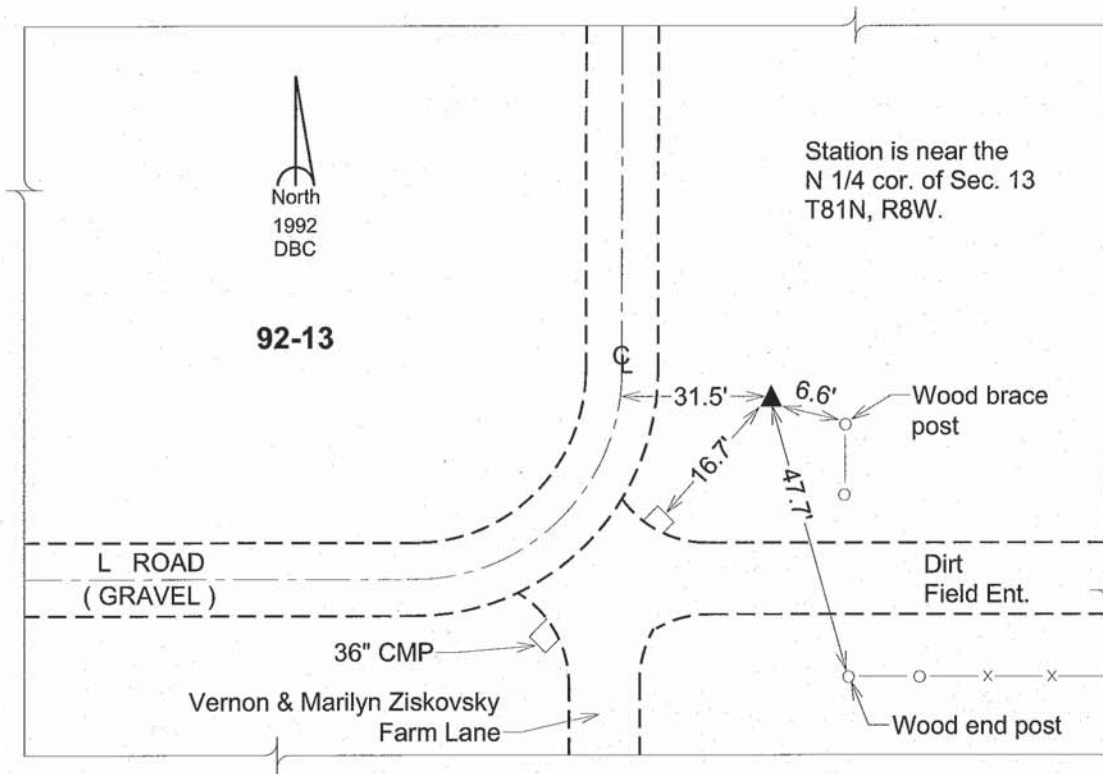 Station is near the
N 1/4 cor. of Sec. 13
T81N, R8W.
North
1992
DBC
92-13
℄
31.5'
6.6'
Wood brace
post
16.7'
47.7'
L ROAD
( GRAVEL )
Dirt
Field Ent.
36" CMP
Vernon & Marilyn Ziskovsky
Farm Lane
Wood end post